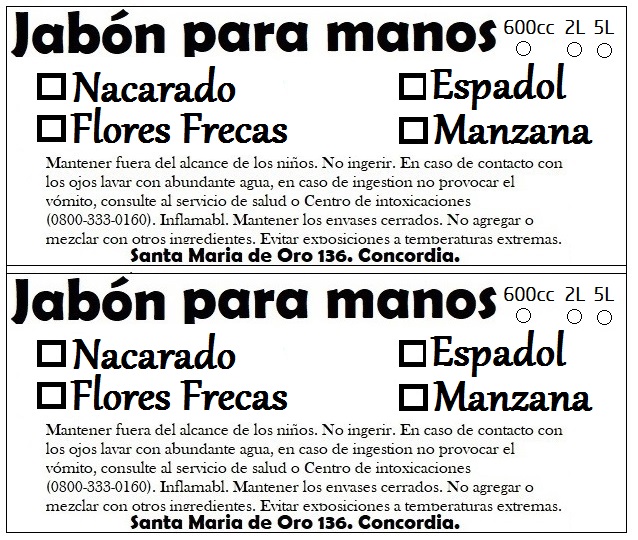 Jabón para manos 600cc 2L 5L
Nacarado Espadol
Flores Frecas Manzana
Mantener fuera del alcance de los niños. No ingerir. En caso de contacto con
los ojos lavar con abundante agua, en caso de ingestion no provocar el
vómito, consulte al servicio de salud o Centro de intoxicaciones
(0800-333-0160). Inflamabl. Mantener los envases cerrados. No agregar o
mezclar con otros ingredientes. Evitar exposiciones a temperaturas extremas.
Santa Maria de Oro 136. Concordia.
Jabón para manos 600cc 2L 5L
Nacarado Espadol
Flores Frecas Manzana
Mantener fuera del alcance de los niños. No ingerir. En caso de contacto con
los ojos lavar con abundante agua, en caso de ingestion no provocar el
vómito, consulte al servicio de salud o Centro de intoxicaciones
(0800-333-0160). Inflamabl. Mantener los envases cerrados. No agregar o
mezclar con otros ingredientes. Evitar exposiciones a temperaturas extremas.
Santa Maria de Oro 136. Concordia.